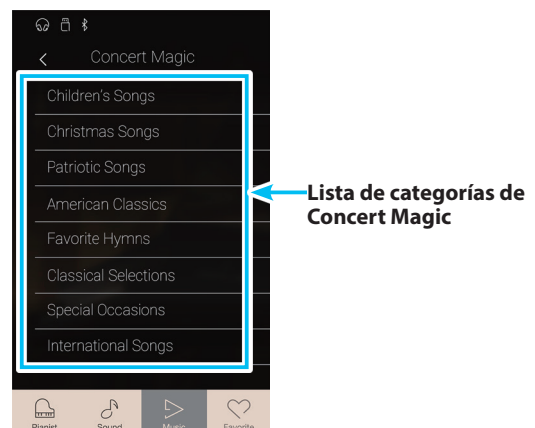 Concert Magic
Children's Songs
Christmas Songs
Patriotic Songs
American Classics
Favorite Hymns
Classical Selections
Special Occasions
International Songs
Lista de categorías de
Concert Magic
Pianist Sound Music Favorite